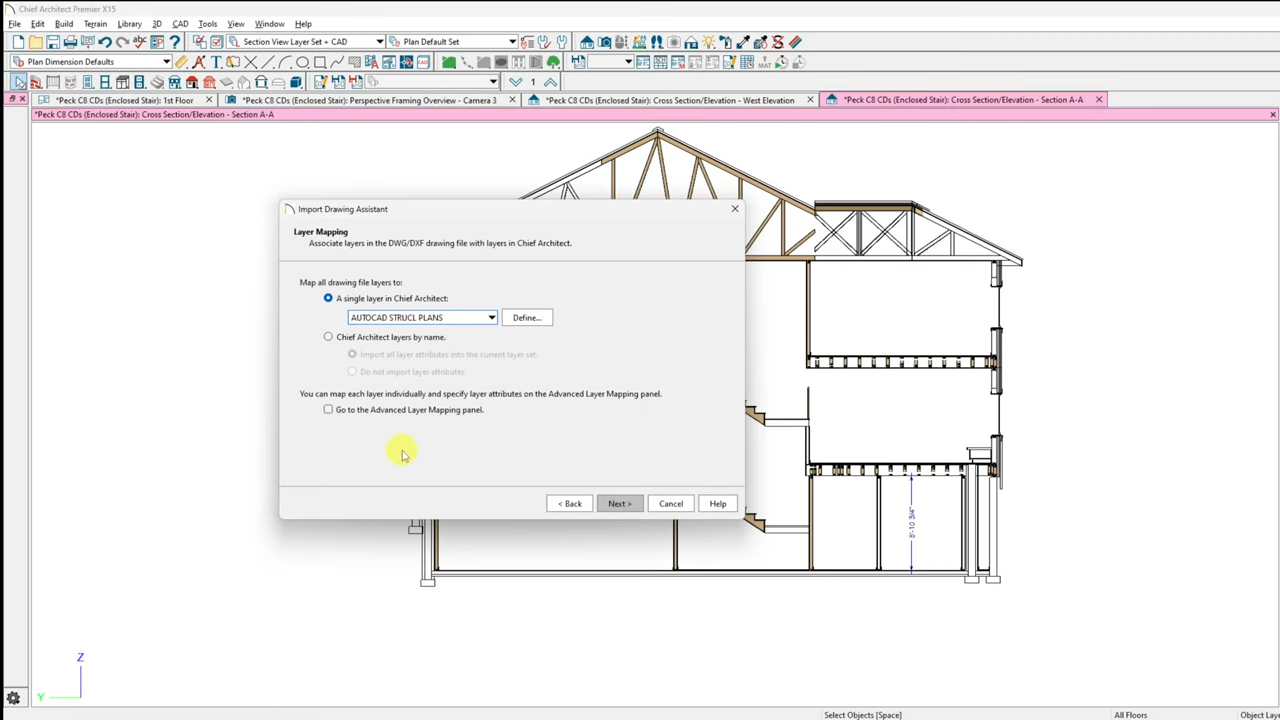 Chief Architect Premier X15
File Edit Build Terrain Library 3D CAD Tools View Window Help
Section View Layer Set + CAD
Plan Default Set
Plan Dimension Defaults
1
*Peck C8 CDs (Enclosed Stair): 1st Floor
*Peck C8 CDs (Enclosed Stair): Perspective Framing Overview - Camera 3
*Peck C8 CDs (Enclosed Stair): Cross Section/Elevation - West Elevation
*Peck C8 CDs (Enclosed Stair): Cross Section/Elevation - Section A-A
*Peck C8 CDs (Enclosed Stair): Cross Section/Elevation - Section A-A
Import Drawing Assistant
Layer Mapping
Associate layers in the DWG/DXF drawing file with layers in Chief Architect.
Map all drawing file layers to:
A single layer in Chief Architect:
AUTOCAD STRUCL PLANS
Define...
Chief Architect layers by name.
Import all layer attributes into the current layer set.
Do not import layer attributes
You can map each layer individually and specify layer attributes on the Advanced Layer Mapping panel.
Go to the Advanced Layer Mapping panel.
< Back
Next >
Cancel
Help
8'-10 3/4"
Z
Y
Select Objects [Space]
All Floors
Object Lay